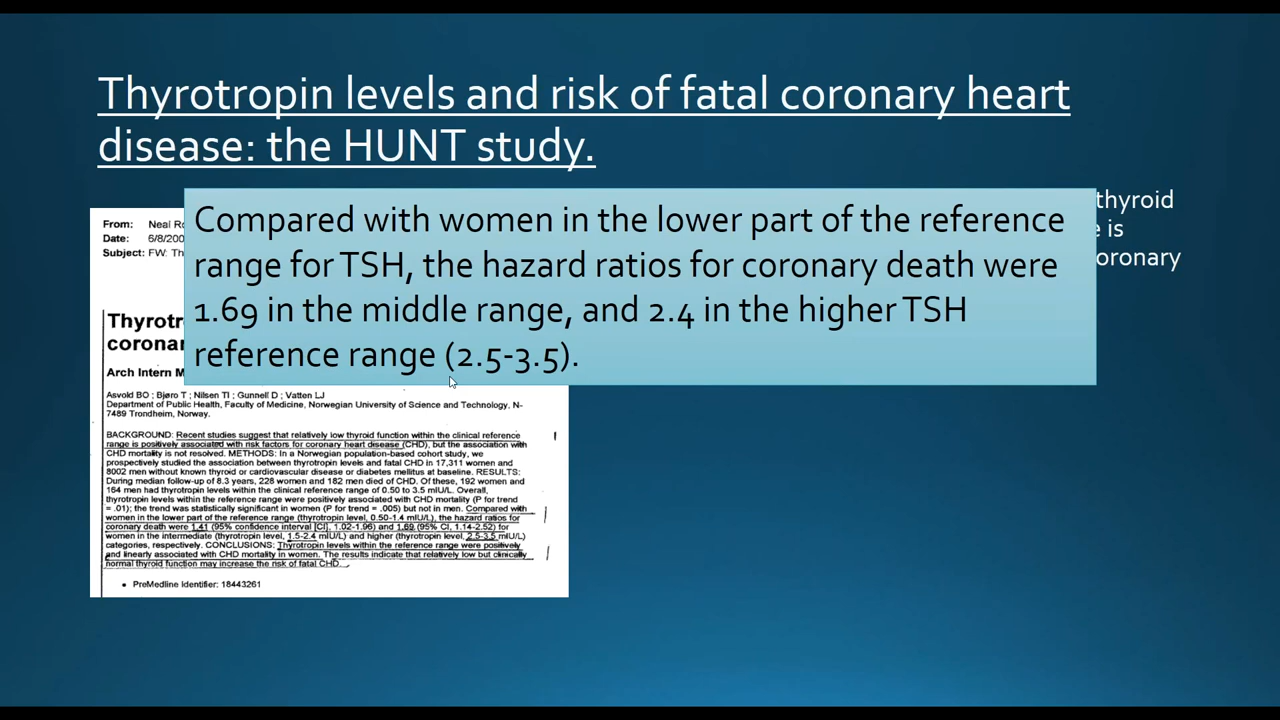 Thyrotropin levels and risk of fatal coronary heart
disease: the HUNT study.
thyroid
is
oronary
Compared with women in the lower part of the reference
range for TSH, the hazard ratios for coronary death were
1.69 in the middle range, and 2.4 in the higher TSH
reference range (2.5-3.5).
From: Neal Ro
Date: 6/8/200
Subject: FW: Th
Thyrotr
corona
Arch Intern M
Asvold BO ; Bjøro T ; Nilsen TI ; Gunnell D ; Vatten LJ
Department of Public Health, Faculty of Medicine, Norwegian University of Science and Technology, N-
7489 Trondheim, Norway.
BACKGROUND: Recent studies suggest that relatively low thyroid function within the clinical reference
range is positively associated with risk factors for coronary heart disease (CHD), but the association with
CHD mortality is not resolved. METHODS: In a Norwegian population-based cohort study, we
prospectively studied the association between thyrotropin levels and fatal CHD in 17,311 women and
8002 men without known thyroid or cardiovascular disease or diabetes mellitus at baseline. RESULTS:
During median follow-up of 8.3 years, 228 women and 182 men died of CHD. Of these, 192 women and
164 men had thyrotropin levels within the clinical reference range of 0.50 to 3.5 mIU/L. Overall,
thyrotropin levels within the reference range were positively associated with CHD mortality (P for trend
= .01); the trend was statistically significant in women (P for trend = .005) but not in men. Compared with
women in the lower part of the reference range (thyrotropin level, 0.50-1.4 mIU/L), the hazard ratios for
coronary death were 1.41 (95% confidence interval [CI], 1.02-1.96) and 1.69 (95% CI, 1.14-2.52) for
women in the intermediate (thyrotropin level, 1.5-2.4 mIU/L) and higher (thyrotropin level, 2.5-3.5 mIU/L)
categories, respectively. CONCLUSIONS: Thyrotropin levels within the reference range were positively
and linearly associated with CHD mortality in women. The results indicate that relatively low but clinically
normal thyroid function may increase the risk of fatal CHD.
• PreMedline Identifier: 18443261